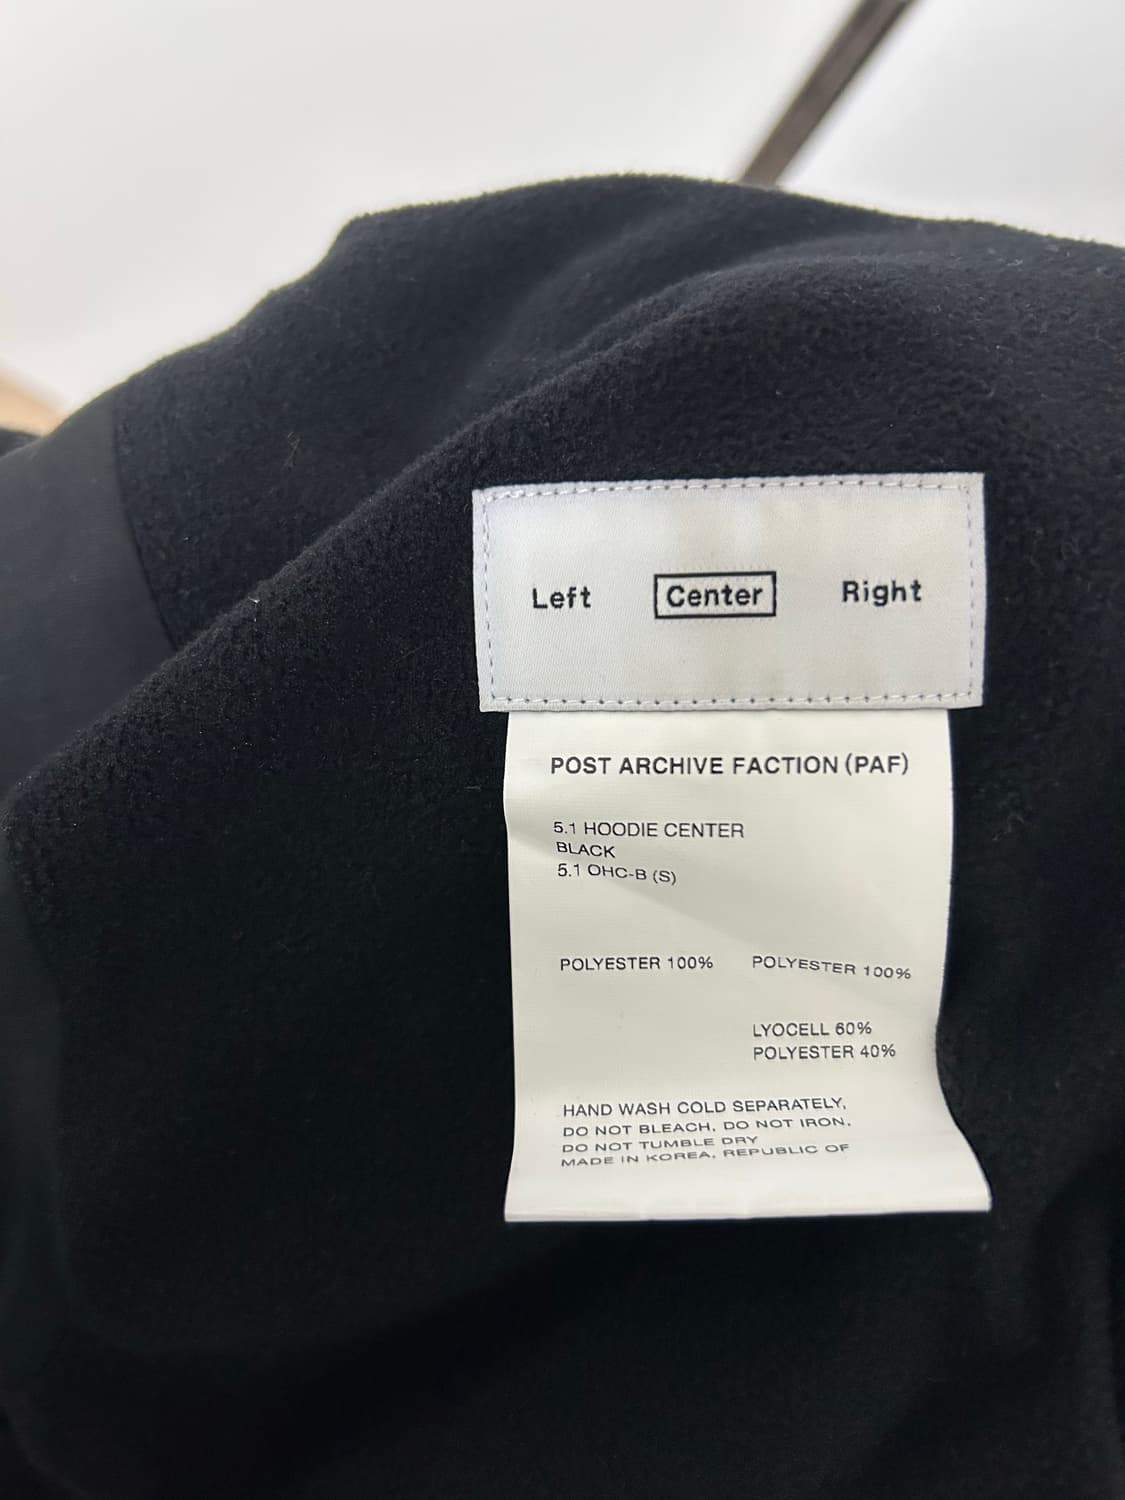 Left Center Right
POST ARCHIVE FACTION (PAF)
5.1 HOODIE CENTER
BLACK
5.1 OHC-B (S)
POLYESTER 100% POLYESTER 100%
LYOCELL 60%
POLYESTER 40%
HAND WASH COLD SEPARATELY,
DO NOT BLEACH, DO NOT IRON,
DO NOT TUMBLE DRY
MADE IN KOREA, REPUBLIC OF